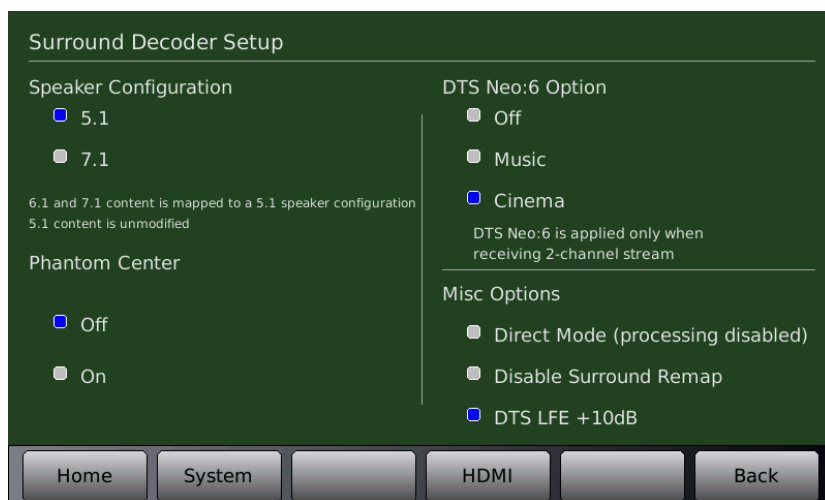 Surround Decoder Setup
Speaker Configuration
5.1
7.1
6.1 and 7.1 content is mapped to a 5.1 speaker configuration
5.1 content is unmodified
Phantom Center
Off
On
DTS Neo:6 Option
Off
Music
Cinema
DTS Neo:6 is applied only when
receiving 2-channel stream
Misc Options
Direct Mode (processing disabled)
Disable Surround Remap
DTS LFE +10dB
Home
System
HDMI
Back